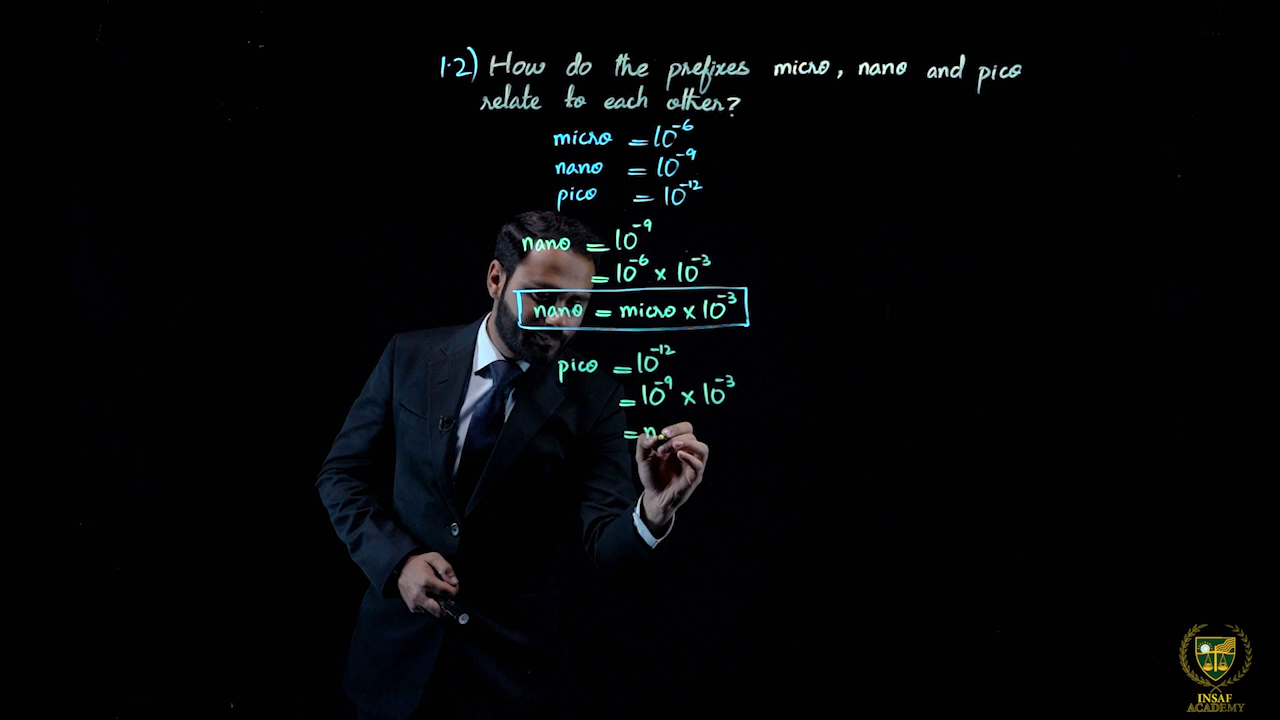 1.2) How do the prefixes micro, nano and pico
relate to each other?
micro = 10⁻⁶
nano = 10⁻⁹
pico = 10⁻¹²
nano = 10⁻⁹
= 10⁻⁶ × 10⁻³
nano = micro × 10⁻³
pico = 10⁻¹²
= 10⁻⁹ × 10⁻³
= n
INSAF
ACADEMY